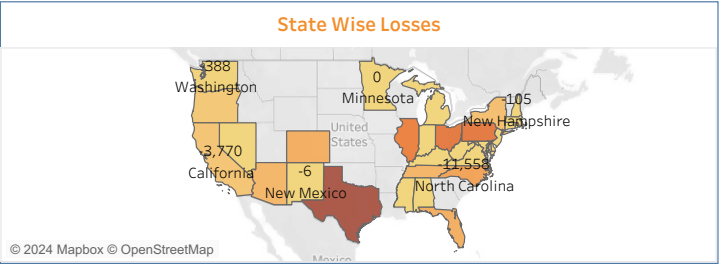 State Wise Losses
-388
Washington
0
Minnesota
-105
New Hampshire
United
States
-3,770
California
-6
New Mexico
-11,558
North Carolina
© 2024 Mapbox © OpenStreetMap
Mexico